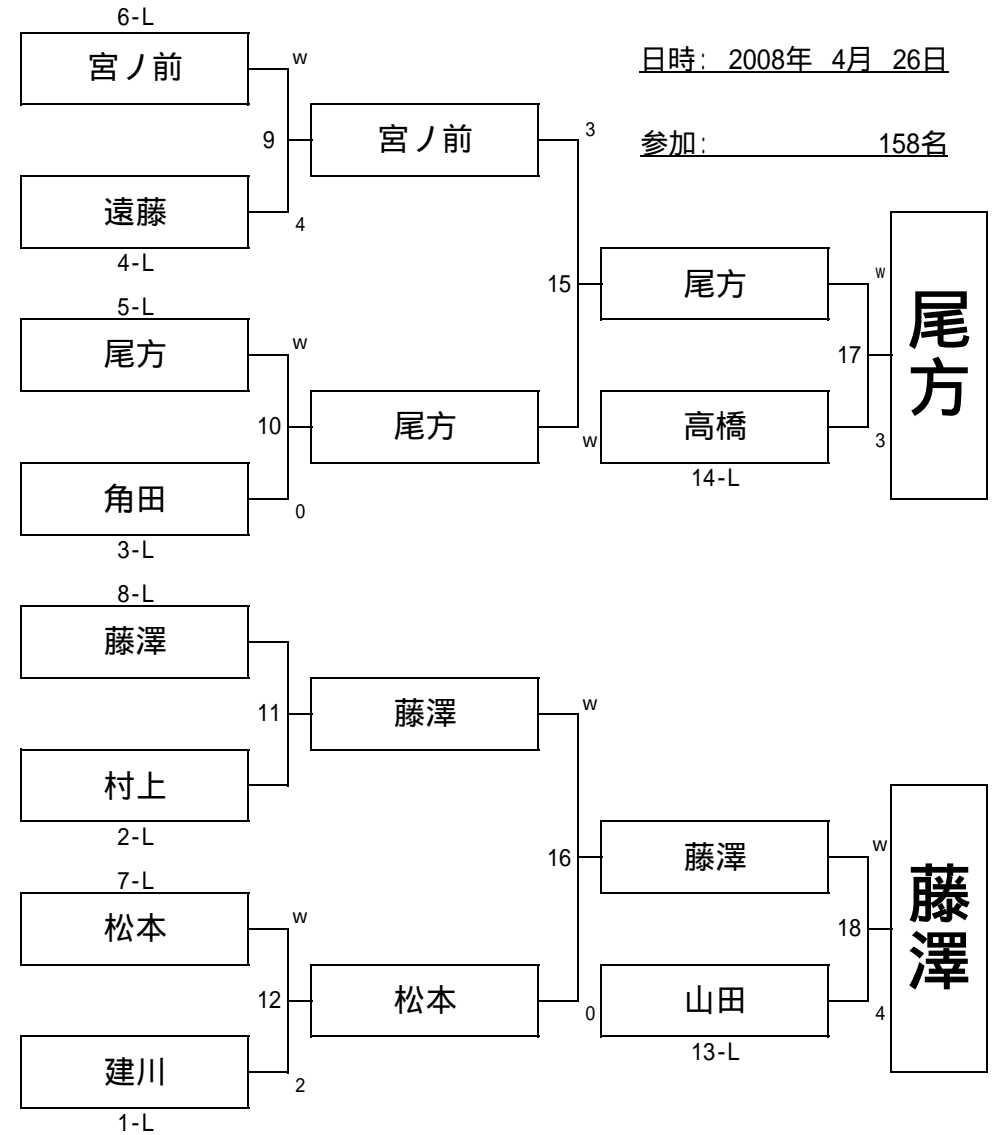 6-L
宮ノ前
w
日時: 2008年 4月 26日
9
宮ノ前
3
参加: 158名
遠藤
4
4-L
5-L
尾方
w
15
尾方
w
尾方
17
10
尾方
w
高橋
3
14-L
角田
0
3-L
8-L
藤澤
11
藤澤
w
村上
2-L
7-L
松本
w
16
藤澤
w
藤澤
18
12
松本
0
山田
4
13-L
建川
2
1-L